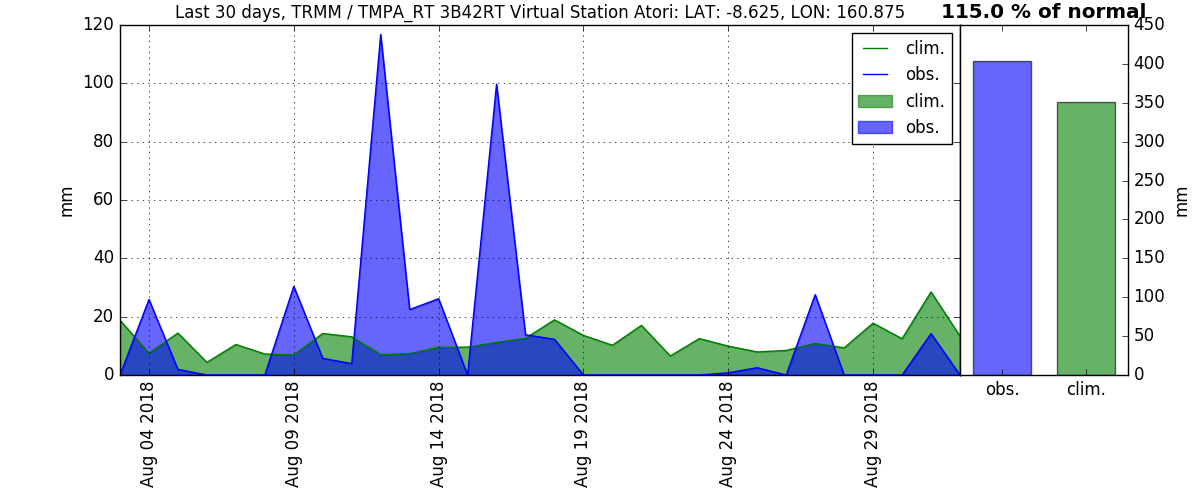 Last 30 days, TRMM / TMPA_RT 3B42RT Virtual Station Atori: LAT: -8.625, LON: 160.875
115.0 % of normal
120
100
80
60
40
20
0
mm
clim.
obs.
clim.
obs.
450
400
350
300
250
200
150
100
50
0
mm
obs.
clim.
Aug 04 2018
Aug 09 2018
Aug 14 2018
Aug 19 2018
Aug 24 2018
Aug 29 2018